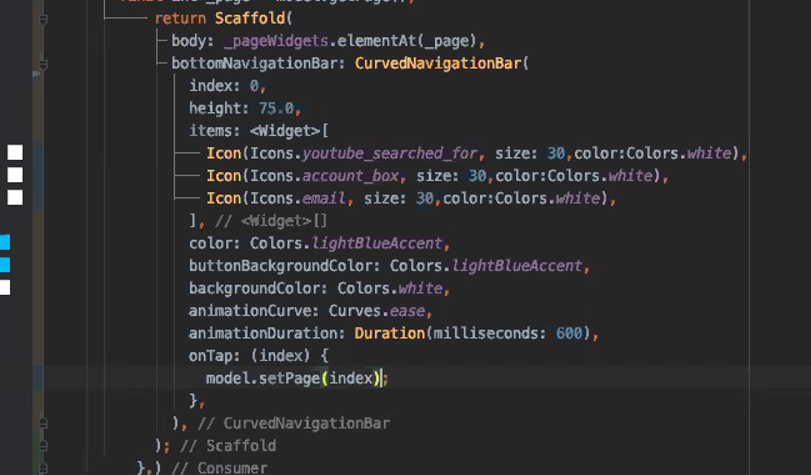 return Scaffold(
body: _pageWidgets.elementAt(_page),
bottomNavigationBar: CurvedNavigationBar(
index: 0,
height: 75.0,
items: <Widget>[
Icon(Icons.youtube_searched_for, size: 30,color:Colors.white),
Icon(Icons.account_box, size: 30,color:Colors.white),
Icon(Icons.email, size: 30,color:Colors.white),
], // <Widget>[]
color: Colors.lightBlueAccent,
buttonBackgroundColor: Colors.lightBlueAccent,
backgroundColor: Colors.white,
animationCurve: Curves.ease,
animationDuration: Duration(milliseconds: 600),
onTap: (index) {
model.setPage(index);
},
), // CurvedNavigationBar
); // Scaffold
},) // Consumer